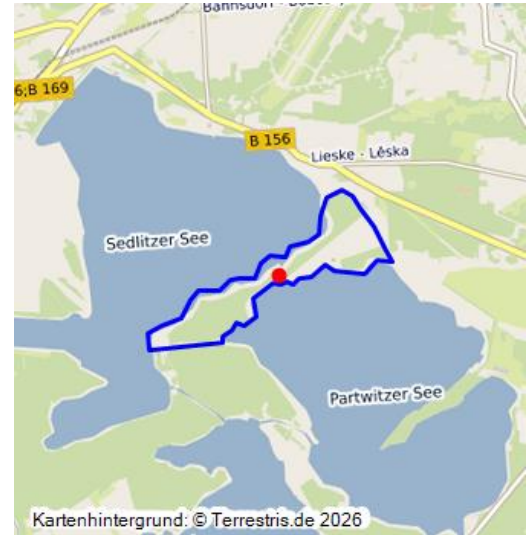 6;B 169
B 156
Lieske - Lěska
Sedlitzer See
Partwitzer See
Kartenhintergrund: © Terrestris.de 2026